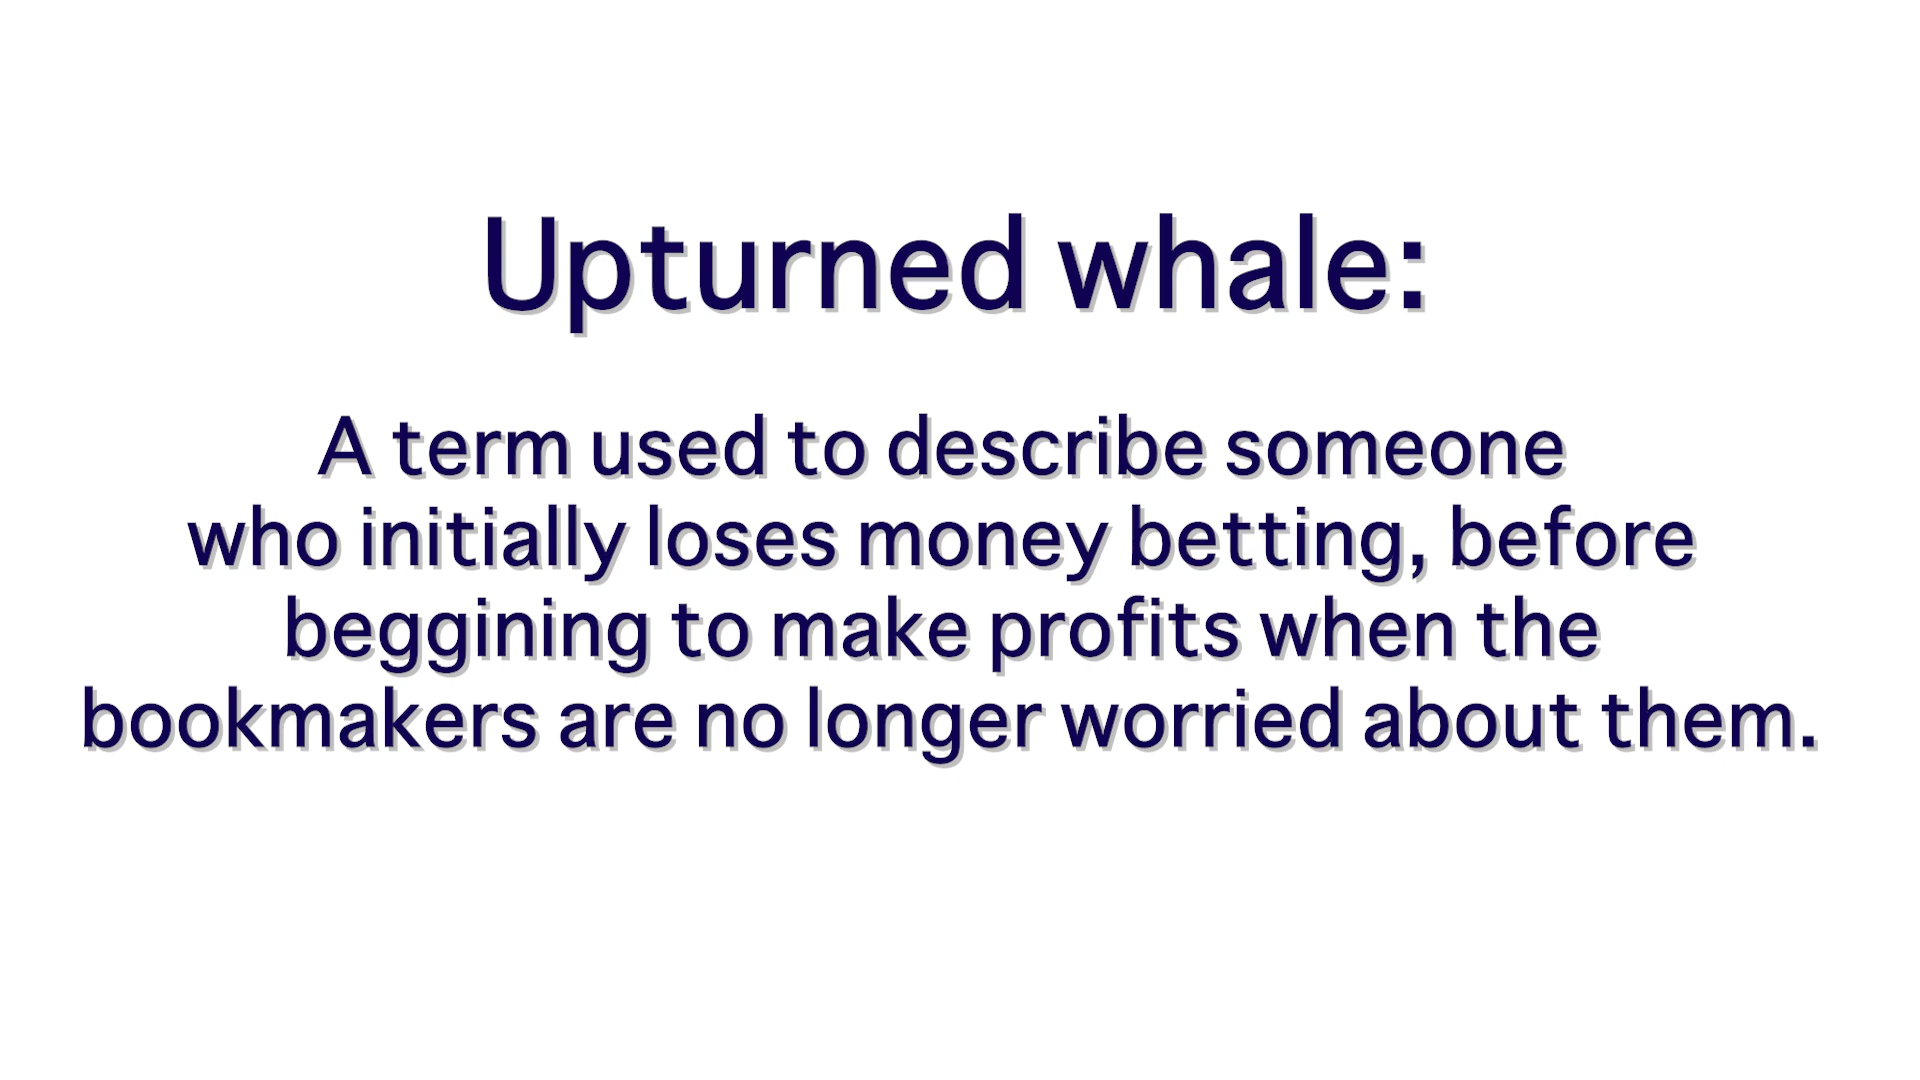 Upturned whale:
A term used to describe someone
who initially loses money betting, before
beggining to make profits when the
bookmakers are no longer worried about them.